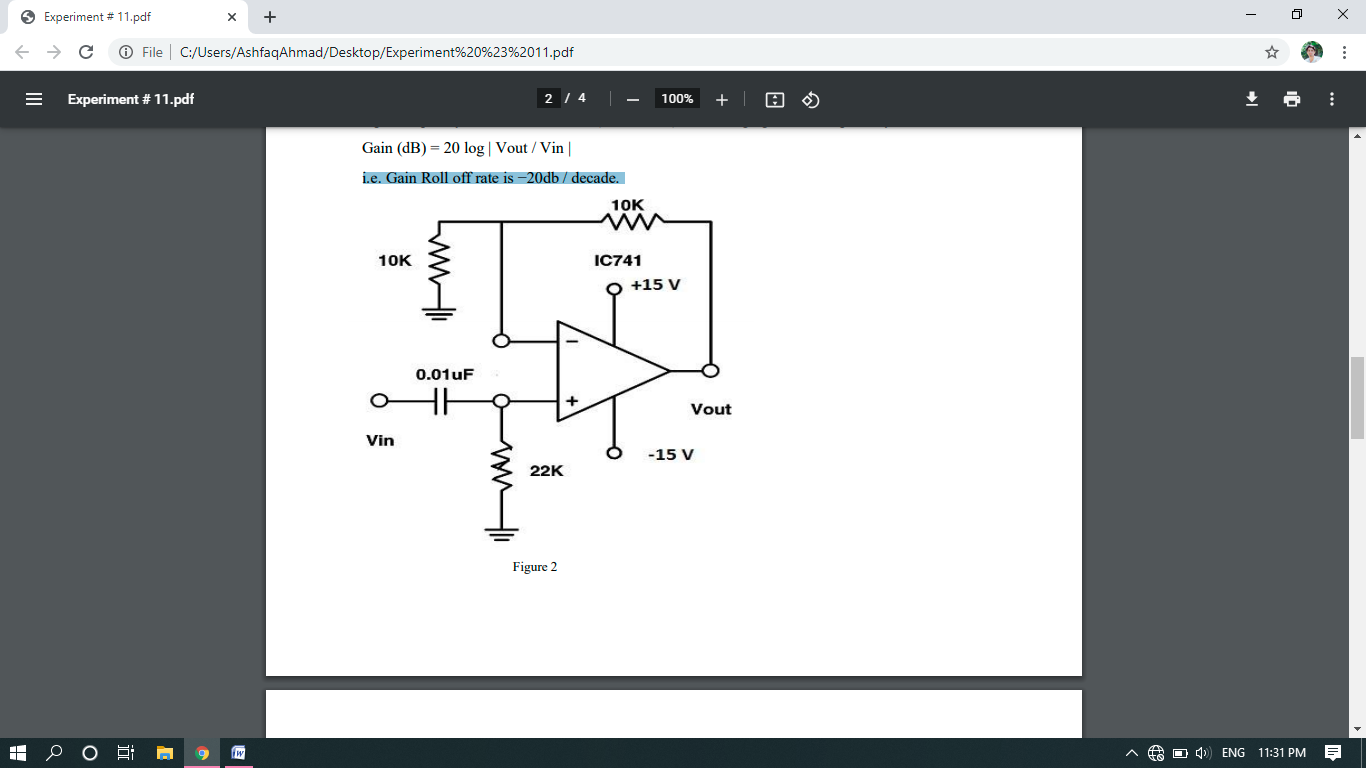 Experiment # 11.pdf
File C:/Users/AshfaqAhmad/Desktop/Experiment%20%23%2011.pdf
Experiment # 11.pdf
2 / 4
100%
Gain (dB) = 20 log | Vout / Vin |
i.e. Gain Roll off rate is −20db / decade.
10K
10K
IC741
+15 V
−
0.01uF
+
Vout
Vin
-15 V
22K
Figure 2
ENG 11:31 PM